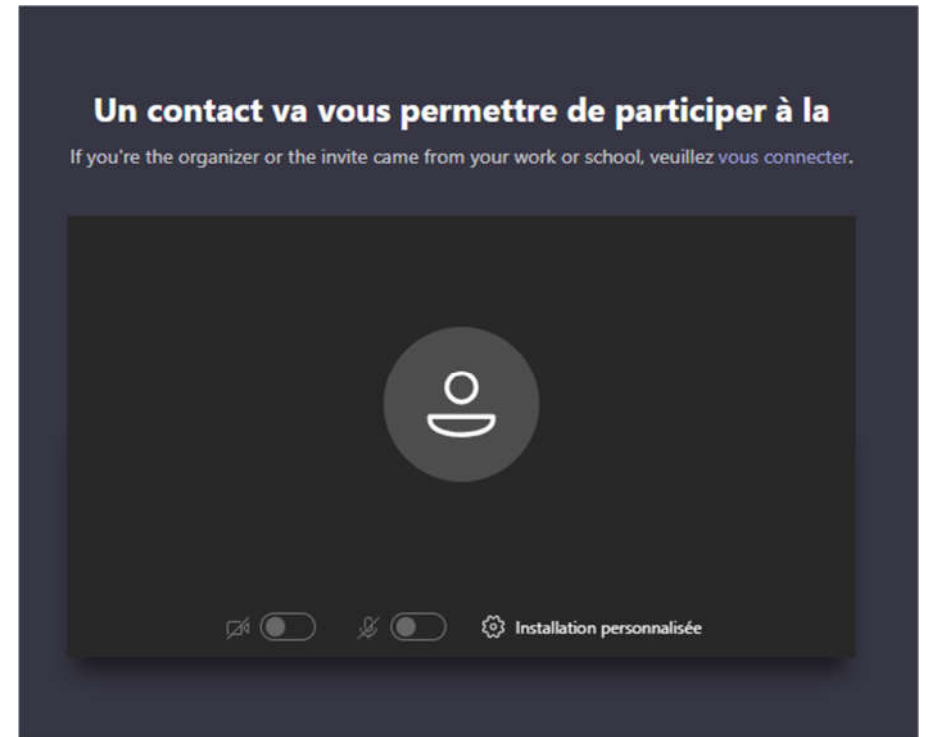 Un contact va vous permettre de participer à la
If you're the organizer or the invite came from your work or school, veuillez vous connecter.
Installation personnalisée